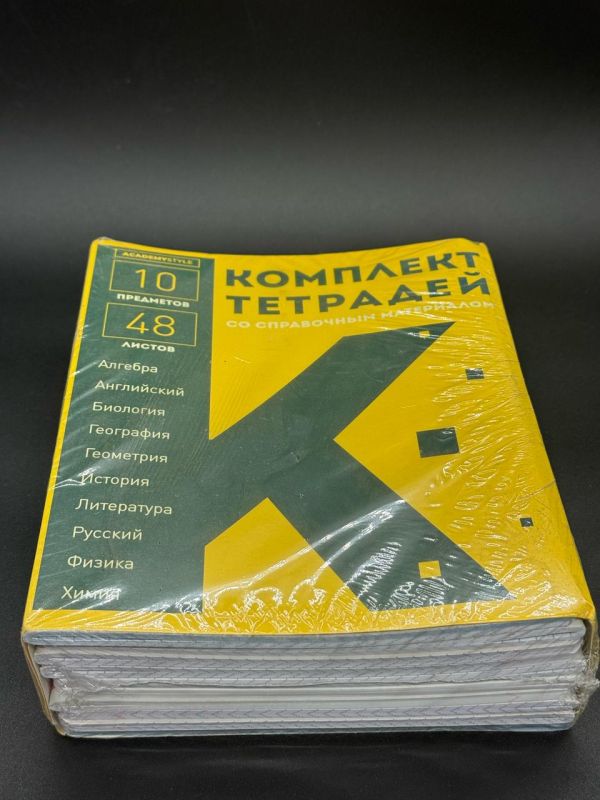 ACADEMYSTYLE
10
ПРЕДМЕТОВ
48
ЛИСТОВ
КОМПЛЕКТ
ТЕТРАДЕЙ
СО СПРАВОЧНЫМ МАТЕРИАЛОМ
Алгебра
Английский
Биология
География
Геометрия
История
Литература
Русский
Физика
Химия